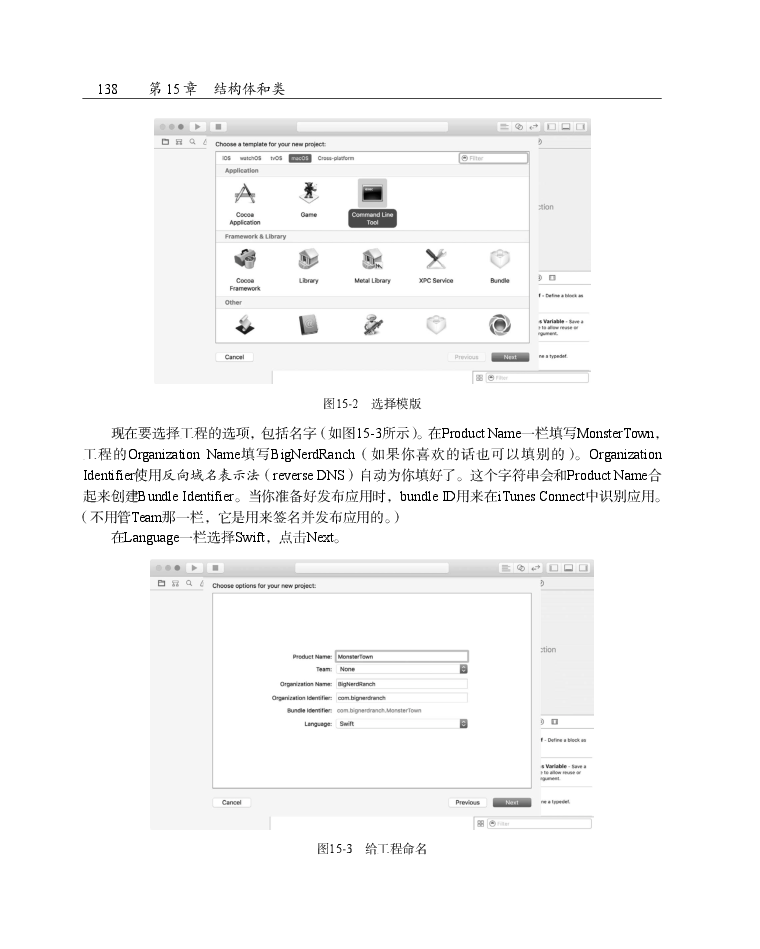 138 第 15 章 结构体和类
Choose a template for your new project:
iOS watchOS tvOS macOS Cross-platform
Filter
Application
Cocoa Application
Game
Command Line Tool
ction
Framework & Library
Cocoa Framework
Library
Metal Library
XPC Service
Bundle
Other
f - Define a block as
s Variable - Save a
to allow reuse or
rgument.
ne a typedef.
Cancel
Previous
Next
Filter
图15-2 选择模版
现在要选择工程的选项，包括名字（如图15-3所示）。在Product Name一栏填写MonsterTown，
工程的Organization Name填写BigNerdRanch（如果你喜欢的话也可以填别的）。Organization
Identifier使用反向域名表示法（reverse DNS）自动为你填好了。这个字符串会和Product Name合
起来创建Bundle Identifier。当你准备好发布应用时，bundle ID用来在iTunes Connect中识别应用。
（不用管Team那一栏，它是用来签名并发布应用的。）
在Language一栏选择Swift，点击Next。
Choose options for your new project:
Product Name: MonsterTown
Team: None
Organization Name: BigNerdRanch
Organization Identifier: com.bignerdranch
Bundle Identifier: com.bignerdranch.MonsterTown
Language: Swift
ction
f - Define a block as
s Variable - Save a
to allow reuse or
rgument.
ne a typedef.
Cancel
Previous
Next
Filter
图15-3 给工程命名